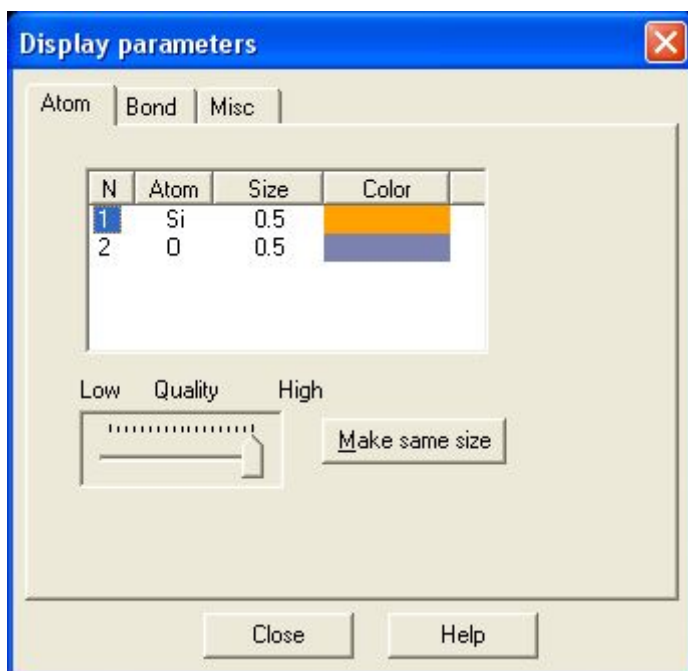 Display parameters
Atom Bond Misc
N Atom Size Color
1 Si 0.5
2 O 0.5
Low Quality High
Make same size
Close Help